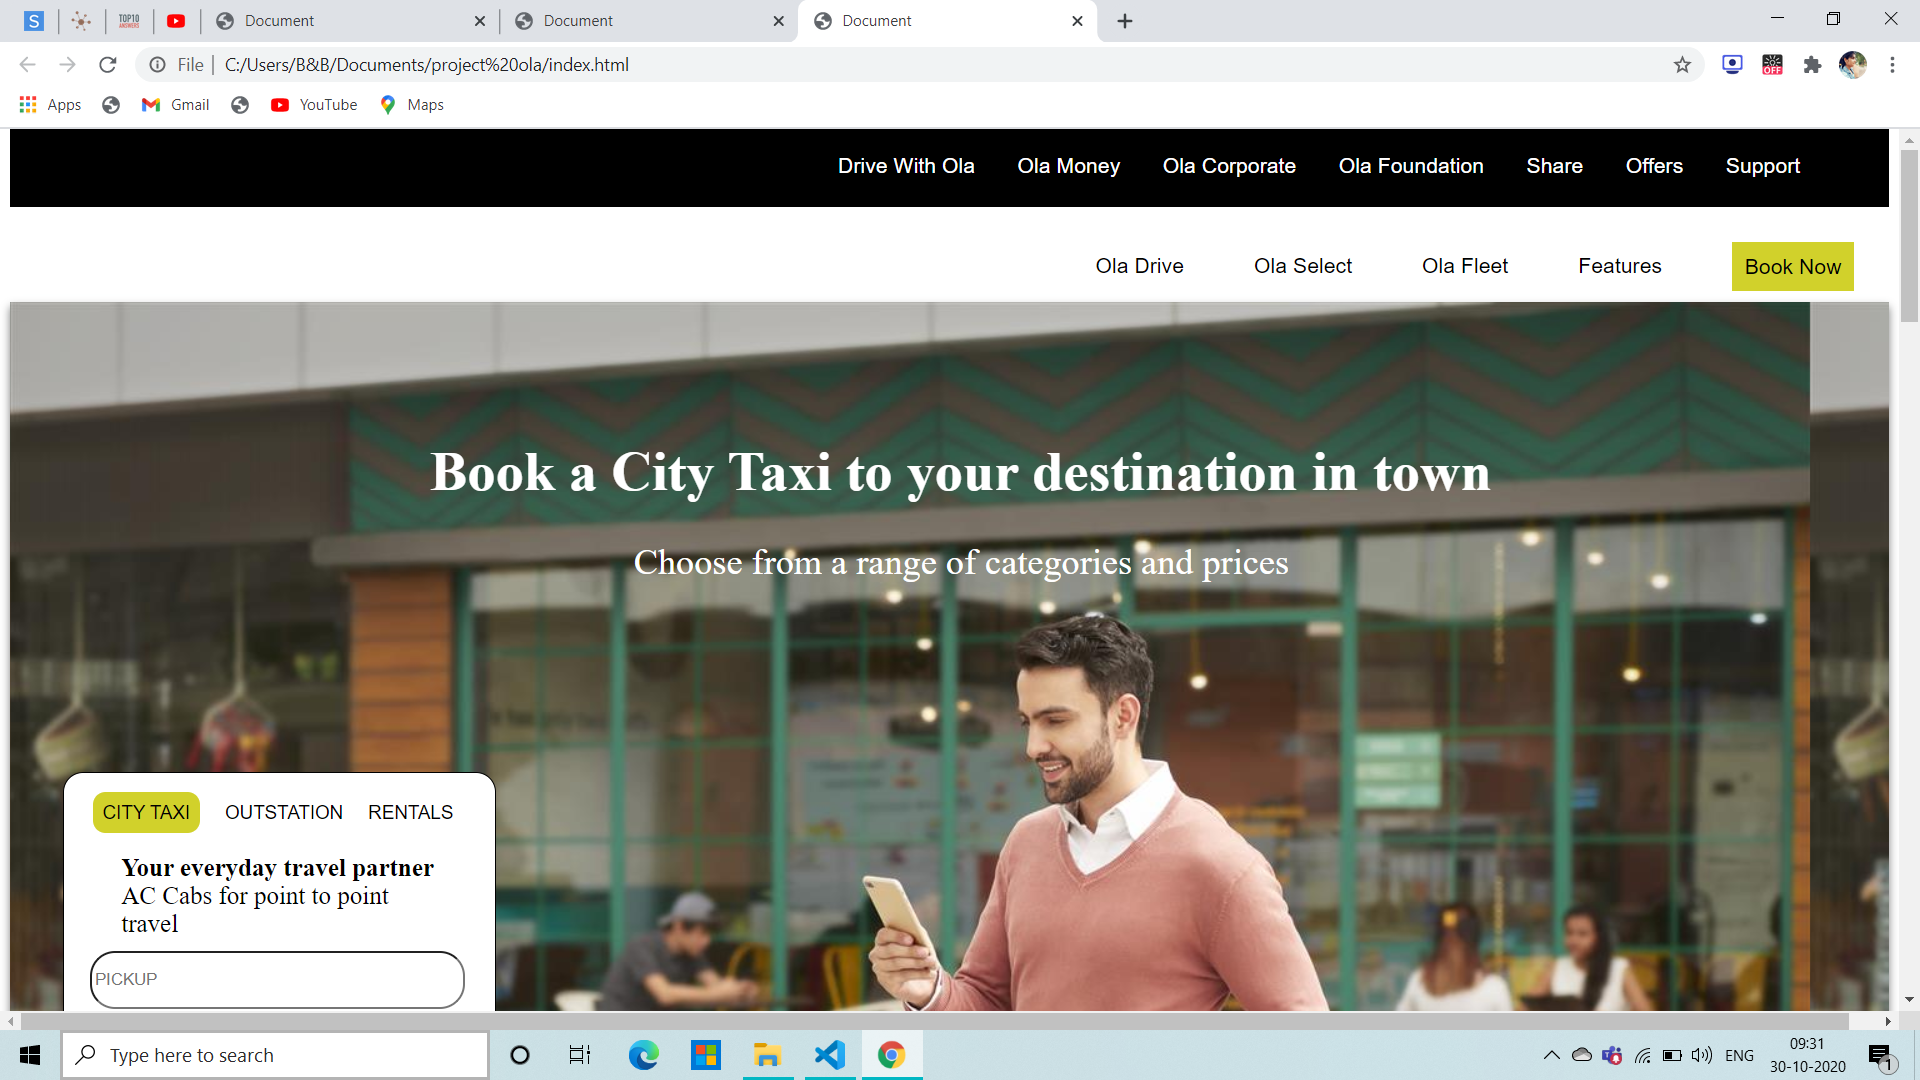 S
TOP10
ANSWERS
Document
Document
Document
File
C:/Users/B&B/Documents/project%20ola/index.html
OFF
Apps
Gmail
YouTube
Maps
Drive With Ola
Ola Money
Ola Corporate
Ola Foundation
Share
Offers
Support
Ola Drive
Ola Select
Ola Fleet
Features
Book Now
Book a City Taxi to your destination in town
Choose from a range of categories and prices
CITY TAXI
OUTSTATION
RENTALS
Your everyday travel partner
AC Cabs for point to point
travel
PICKUP
Type here to search
ENG
09:31
30-10-2020
1